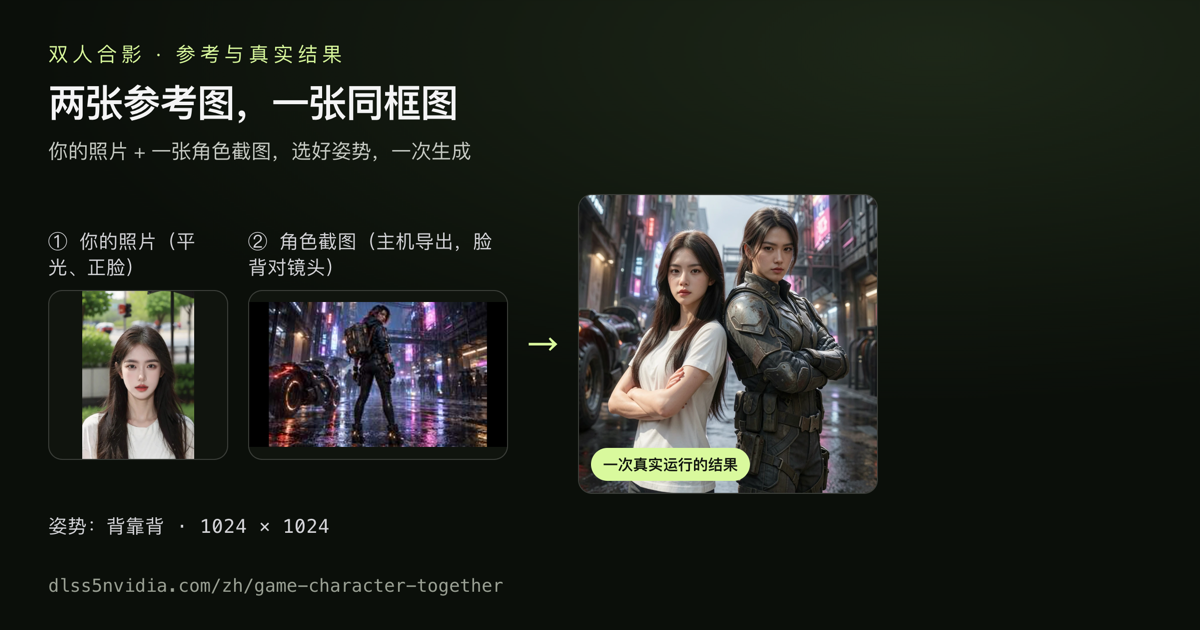 双人合影 · 参考与真实结果
两张参考图，一张同框图
你的照片 + 一张角色截图，选好姿势，一次生成
① 你的照片（平
光、正脸）
② 角色截图（主机导出，脸
背对镜头）
→
一次真实运行的结果
姿势：背靠背 · 1024 × 1024
dlss5nvidia.com/zh/game-character-together